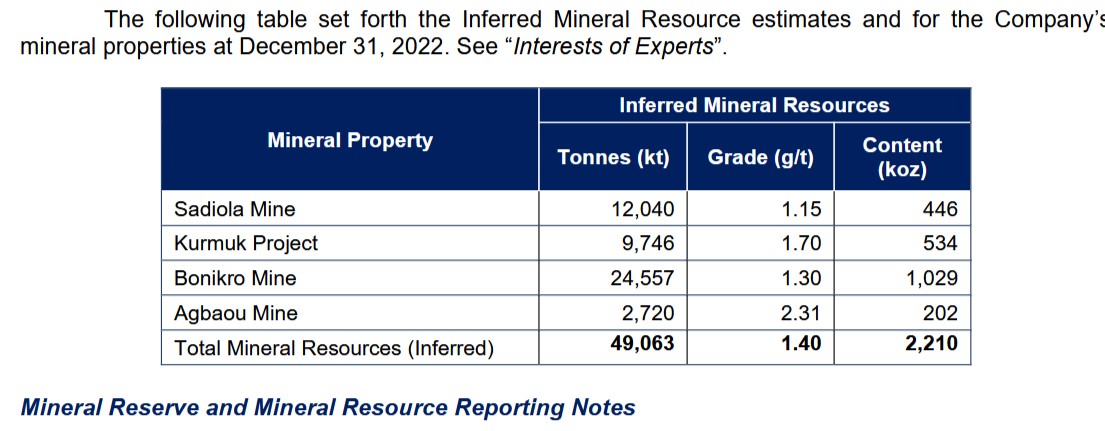 The following table set forth the Inferred Mineral Resource estimates and for the Company's
mineral properties at December 31, 2022. See “Interests of Experts”.
Mineral Property
Inferred Mineral Resources
Tonnes (kt) Grade (g/t) Content (koz)
Sadiola Mine 12,040 1.15 446
Kurmuk Project 9,746 1.70 534
Bonikro Mine 24,557 1.30 1,029
Agbaou Mine 2,720 2.31 202
Total Mineral Resources (Inferred) 49,063 1.40 2,210
Mineral Reserve and Mineral Resource Reporting Notes